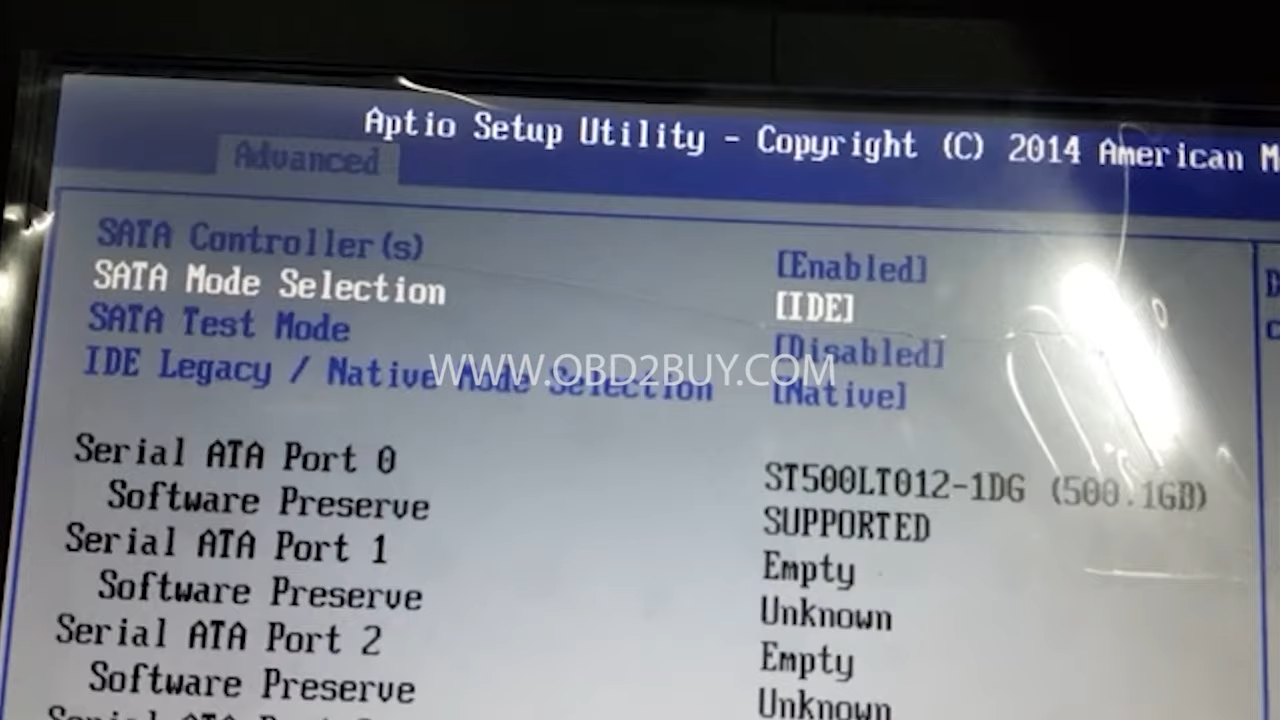 Aptio Setup Utility - Copyright (C) 2014 American M
Advanced
SATA Controller(s) [Enabled]
SATA Mode Selection [IDE]
SATA Test Mode [Disabled]
IDE Legacy / Native Mode Selection [Native]
WWW.OBD2BUY.COM
Serial ATA Port 0 ST500LT012-1DG (500.1GB)
Software Preserve SUPPORTED
Serial ATA Port 1 Empty
Software Preserve Unknown
Serial ATA Port 2 Empty
Software Preserve Unknown